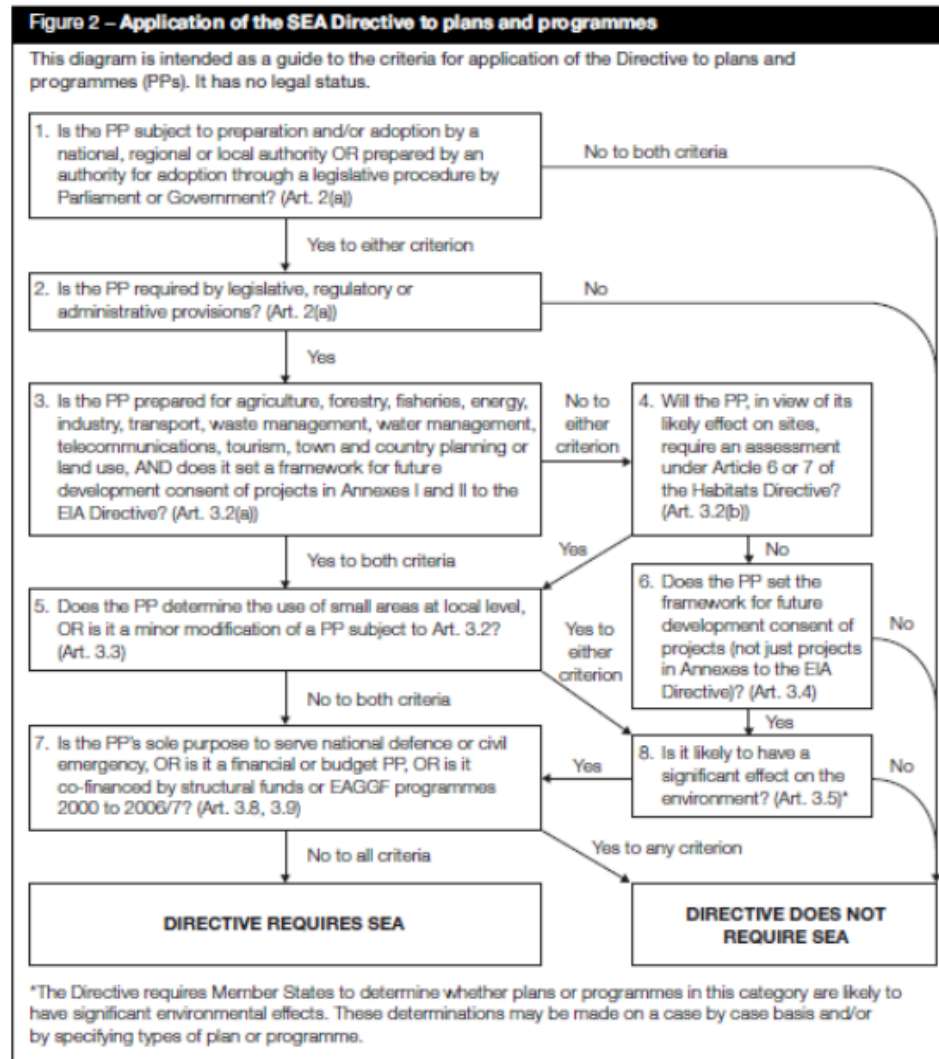 Figure 2 – Application of the SEA Directive to plans and programmes
This diagram is intended as a guide to the criteria for application of the Directive to plans and
programmes (PPs). It has no legal status.
1. Is the PP subject to preparation and/or adoption by a
national, regional or local authority OR prepared by an
authority for adoption through a legislative procedure by
Parliament or Government? (Art. 2(a))
No to both criteria
Yes to either criterion
2. Is the PP required by legislative, regulatory or
administrative provisions? (Art. 2(a))
No
Yes
3. Is the PP prepared for agriculture, forestry, fisheries, energy,
industry, transport, waste management, water management,
telecommunications, tourism, town and country planning or
land use, AND does it set a framework for future
development consent of projects in Annexes I and II to the
EIA Directive? (Art. 3.2(a))
No to
either
criterion
4. Will the PP, in view of its
likely effect on sites,
require an assessment
under Article 6 or 7 of
the Habitats Directive?
(Art. 3.2(b))
Yes to both criteria
Yes
No
5. Does the PP determine the use of small areas at local level,
OR is it a minor modification of a PP subject to Art. 3.2?
(Art. 3.3)
Yes to
either
criterion
6. Does the PP set the
framework for future
development consent of
projects (not just projects
in Annexes to the EIA
Directive)? (Art. 3.4)
No
No to both criteria
Yes
7. Is the PP's sole purpose to serve national defence or civil
emergency, OR is it a financial or budget PP, OR is it
co-financed by structural funds or EAGGF programmes
2000 to 2006/7? (Art. 3.8, 3.9)
Yes
8. Is it likely to have a
significant effect on the
environment? (Art. 3.5)*
No
No to all criteria
Yes to any criterion
DIRECTIVE REQUIRES SEA
DIRECTIVE DOES NOT
REQUIRE SEA
*The Directive requires Member States to determine whether plans or programmes in this category are likely to
have significant environmental effects. These determinations may be made on a case by case basis and/or
by specifying types of plan or programme.